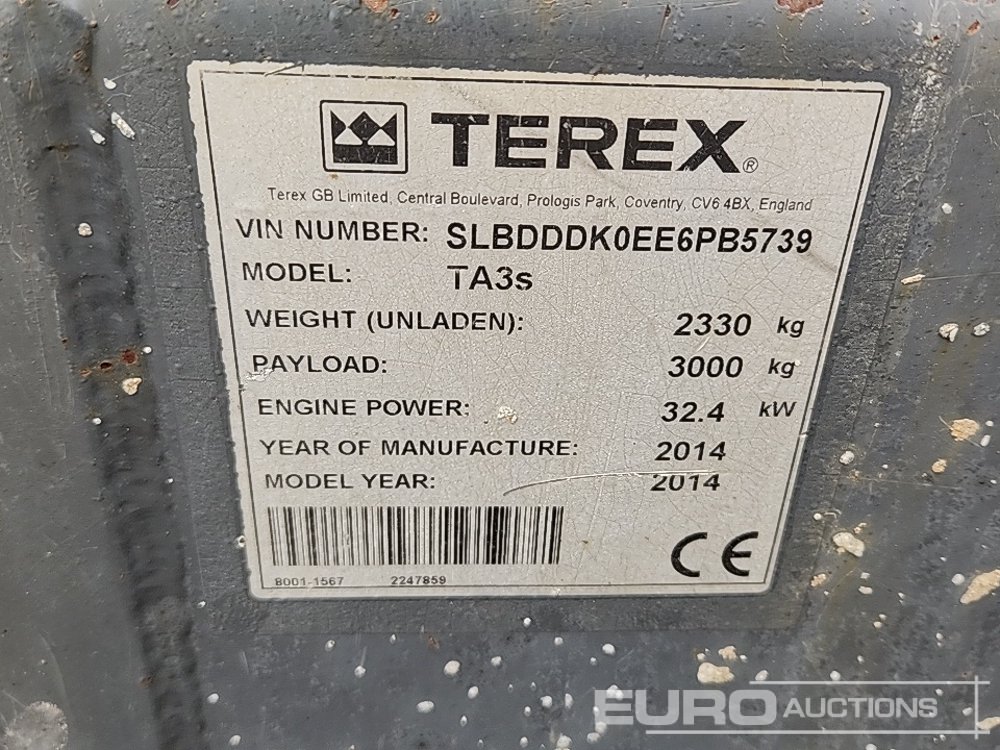 TEREX®
Terex GB Limited, Central Boulevard, Prologis Park, Coventry, CV6 4BX, England
VIN NUMBER: SLBDDDK0EE6PB5739
MODEL: TA3s
WEIGHT (UNLADEN): 2330 kg
PAYLOAD: 3000 kg
ENGINE POWER: 32.4 kW
YEAR OF MANUFACTURE: 2014
MODEL YEAR: 2014
CE
8001-1567 2247859
EURO AUCTIONS